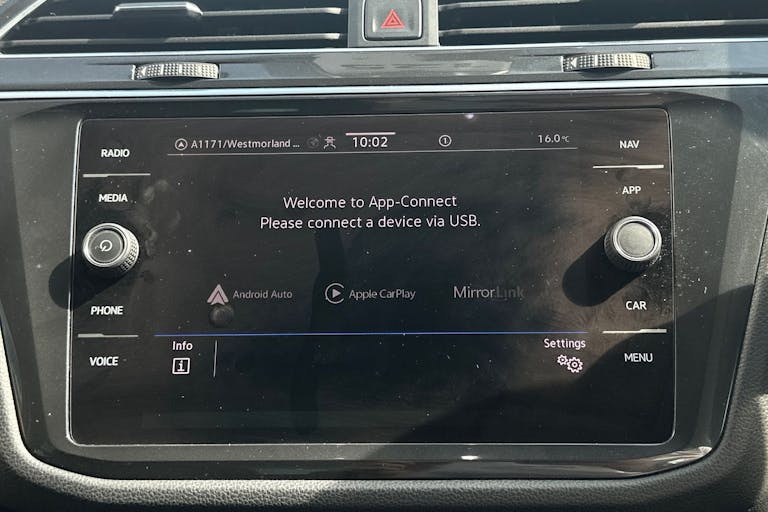 A1171/Westmorland ... 10:02 1 16.0 °C
RADIO
NAV
MEDIA
APP
Welcome to App-Connect
Please connect a device via USB.
Android Auto Apple CarPlay MirrorLink
PHONE
CAR
VOICE
Info
Settings
MENU